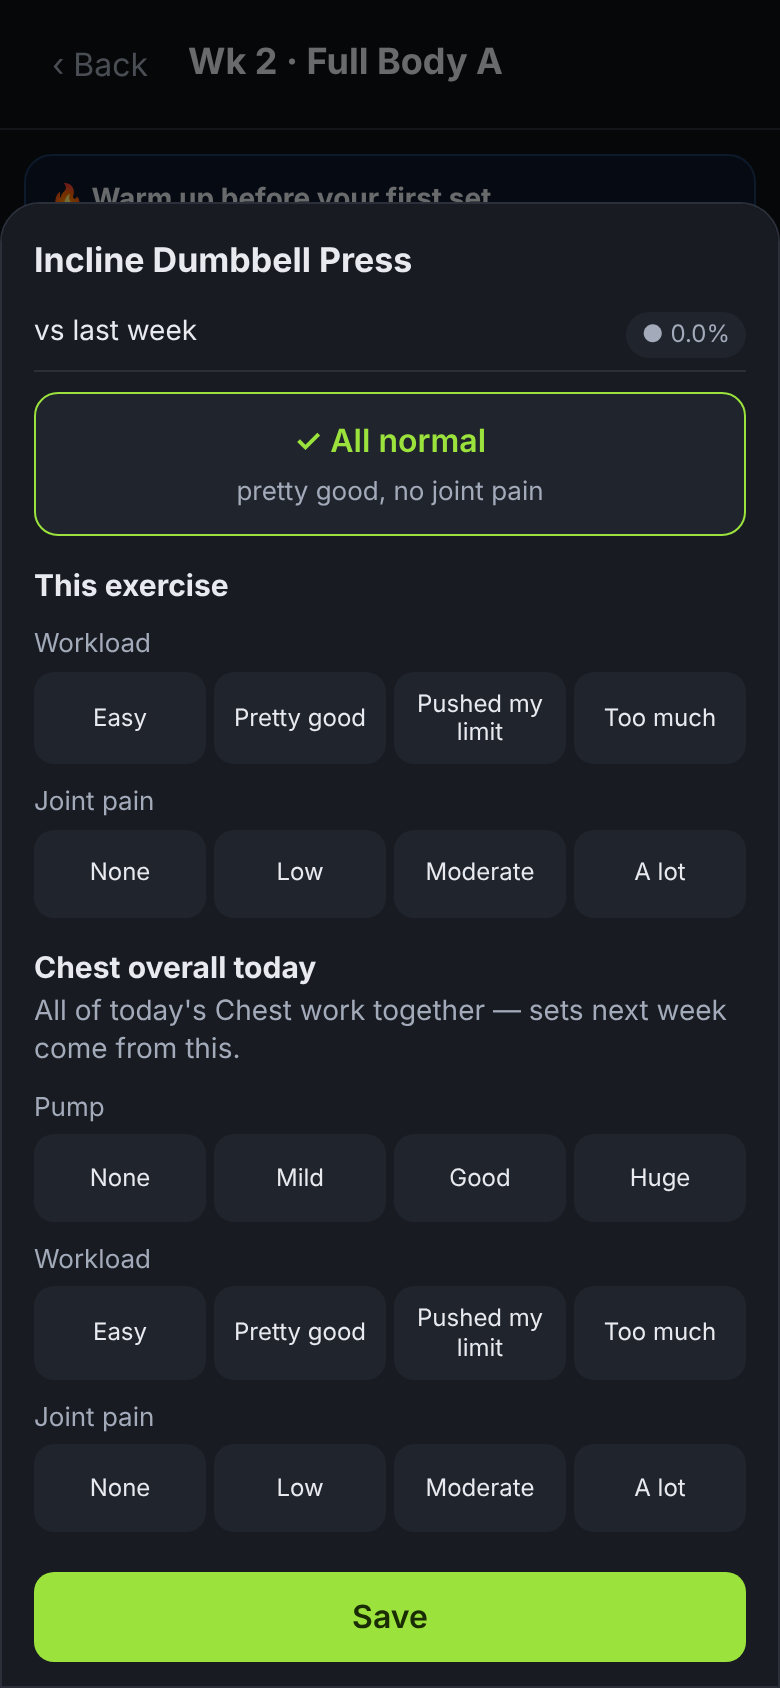 ‹ Back Wk 2 · Full Body A
🔥 Warm up before your first set
Incline Dumbbell Press
vs last week ● 0.0%
✓ All normal
pretty good, no joint pain
This exercise
Workload
Easy Pretty good Pushed my limit Too much
Joint pain
None Low Moderate A lot
Chest overall today
All of today's Chest work together — sets next week
come from this.
Pump
None Mild Good Huge
Workload
Easy Pretty good Pushed my limit Too much
Joint pain
None Low Moderate A lot
Save